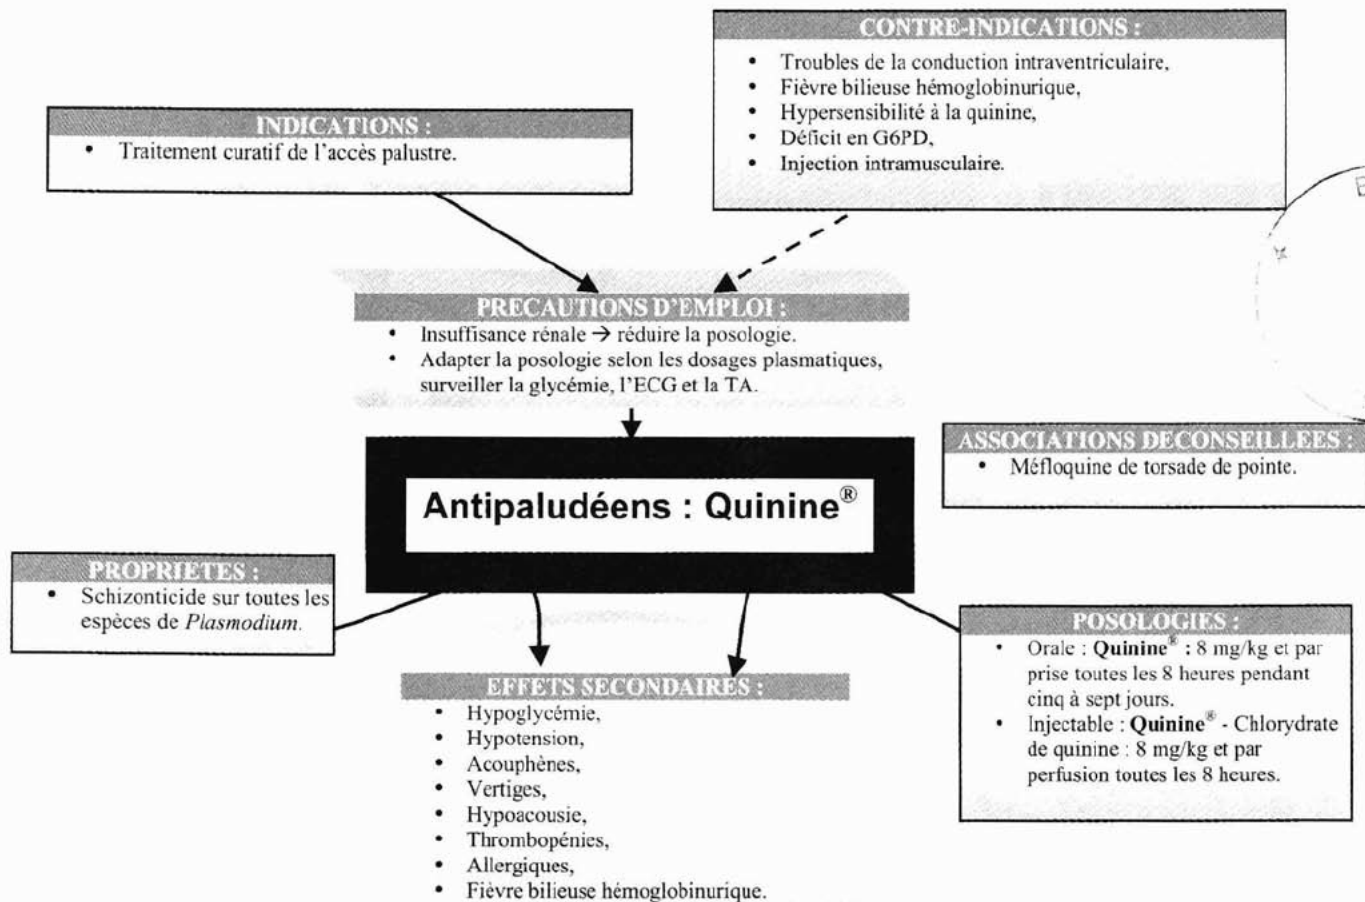 CONTRE-INDICATIONS :
• Troubles de la conduction intraventriculaire,
• Fièvre bilieuse hémoglobinurique,
• Hypersensibilité à la quinine,
• Déficit en G6PD,
• Injection intramusculaire.
INDICATIONS :
• Traitement curatif de l'accès palustre.
PRECAUTIONS D'EMPLOI :
• Insuffisance rénale → réduire la posologie.
• Adapter la posologie selon les dosages plasmatiques,
surveiller la glycémie, l'ECG et la TA.
ASSOCIATIONS DECONSEILLEES :
• Méfloquine de torsade de pointe.
Antipaludéens : Quinine®
PROPRIETES :
• Schizonticide sur toutes les
espèces de Plasmodium.
POSOLOGIES :
• Orale : Quinine® : 8 mg/kg et par
prise toutes les 8 heures pendant
cinq à sept jours.
• Injectable : Quinine® - Chlorydrate
de quinine : 8 mg/kg et par
perfusion toutes les 8 heures.
EFFETS SECONDAIRES :
• Hypoglycémie,
• Hypotension,
• Acouphènes,
• Vertiges,
• Hypoacousie,
• Thrombopénies,
• Allergiques,
• Fièvre bilieuse hémoglobinurique.